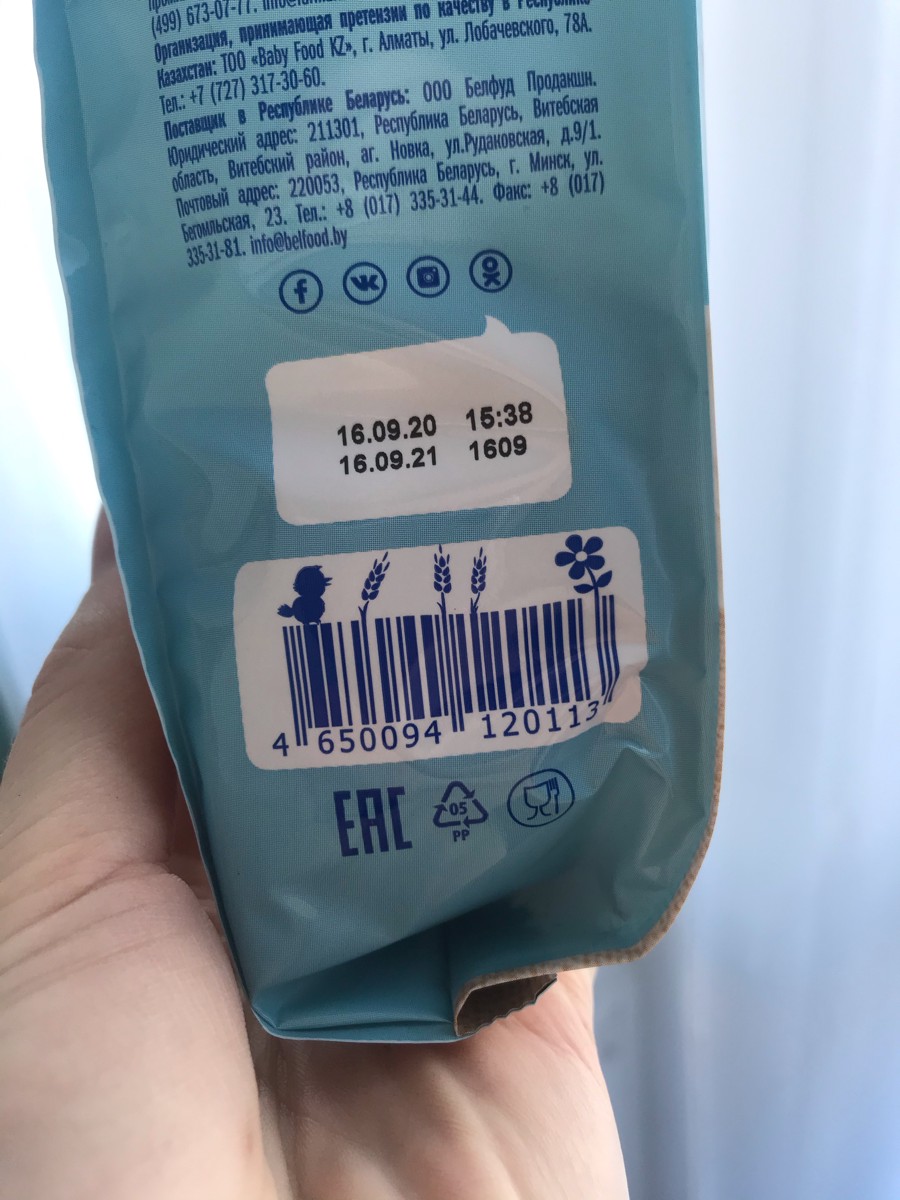 (499) 673-07-77.
Организация, принимающая претензии по качеству в Республике
Казахстан: ТОО «Baby Food KZ», г. Алматы, ул. Лобачевского, 78А.
Тел.: +7 (727) 317-30-60.
Поставщик в Республике Беларусь: ООО Белфуд Продакшн.
Юридический адрес: 211301, Республика Беларусь, Витебская
область, Витебский район, аг. Новка, ул.Рудаковская, д.9/1.
Почтовый адрес: 220053, Республика Беларусь, г. Минск, ул.
Бегомльская, 23. Тел.: +8 (017) 335-31-44. Факс: +8 (017)
335-31-81. info@belfood.by
16.09.20 15:38
16.09.21 1609
4 650094 120113
EAC
05
PP